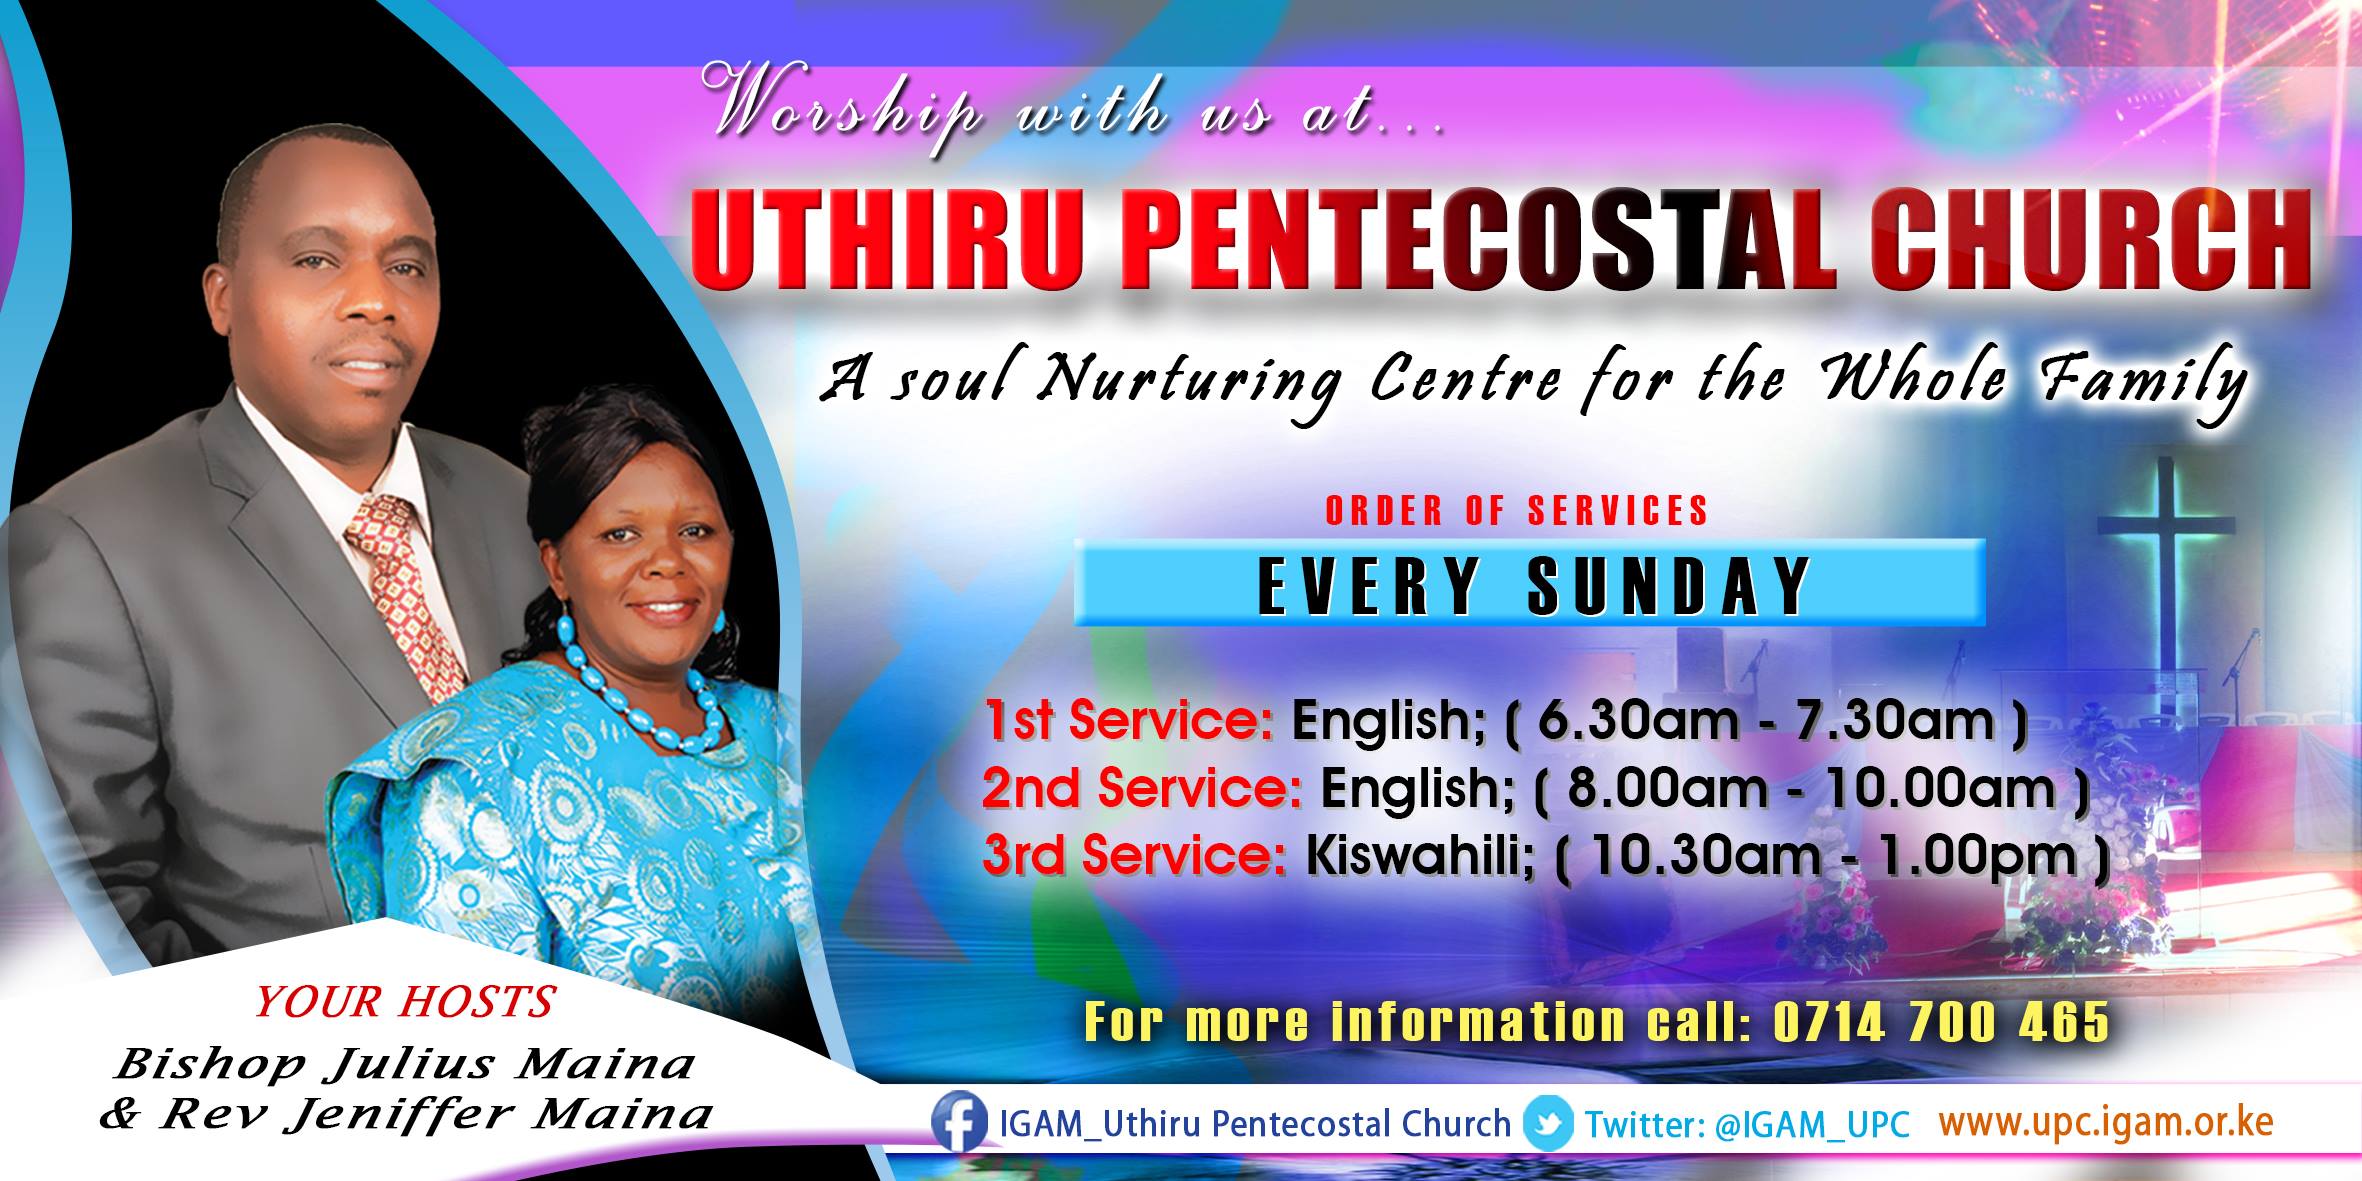 Worship with us at...
UTHIRU PENTECOSTAL CHURCH
A soul Nurturing Centre for the Whole Family
ORDER OF SERVICES
EVERY SUNDAY
1st Service: English; ( 6.30am - 7.30am )
2nd Service: English; ( 8.00am - 10.00am )
3rd Service: Kiswahili; ( 10.30am - 1.00pm )
For more information call: 0714 700 465
YOUR HOSTS
Bishop Julius Maina
& Rev Jeniffer Maina
IGAM_Uthiru Pentecostal Church Twitter: @IGAM_UPC www.upc.igam.or.ke